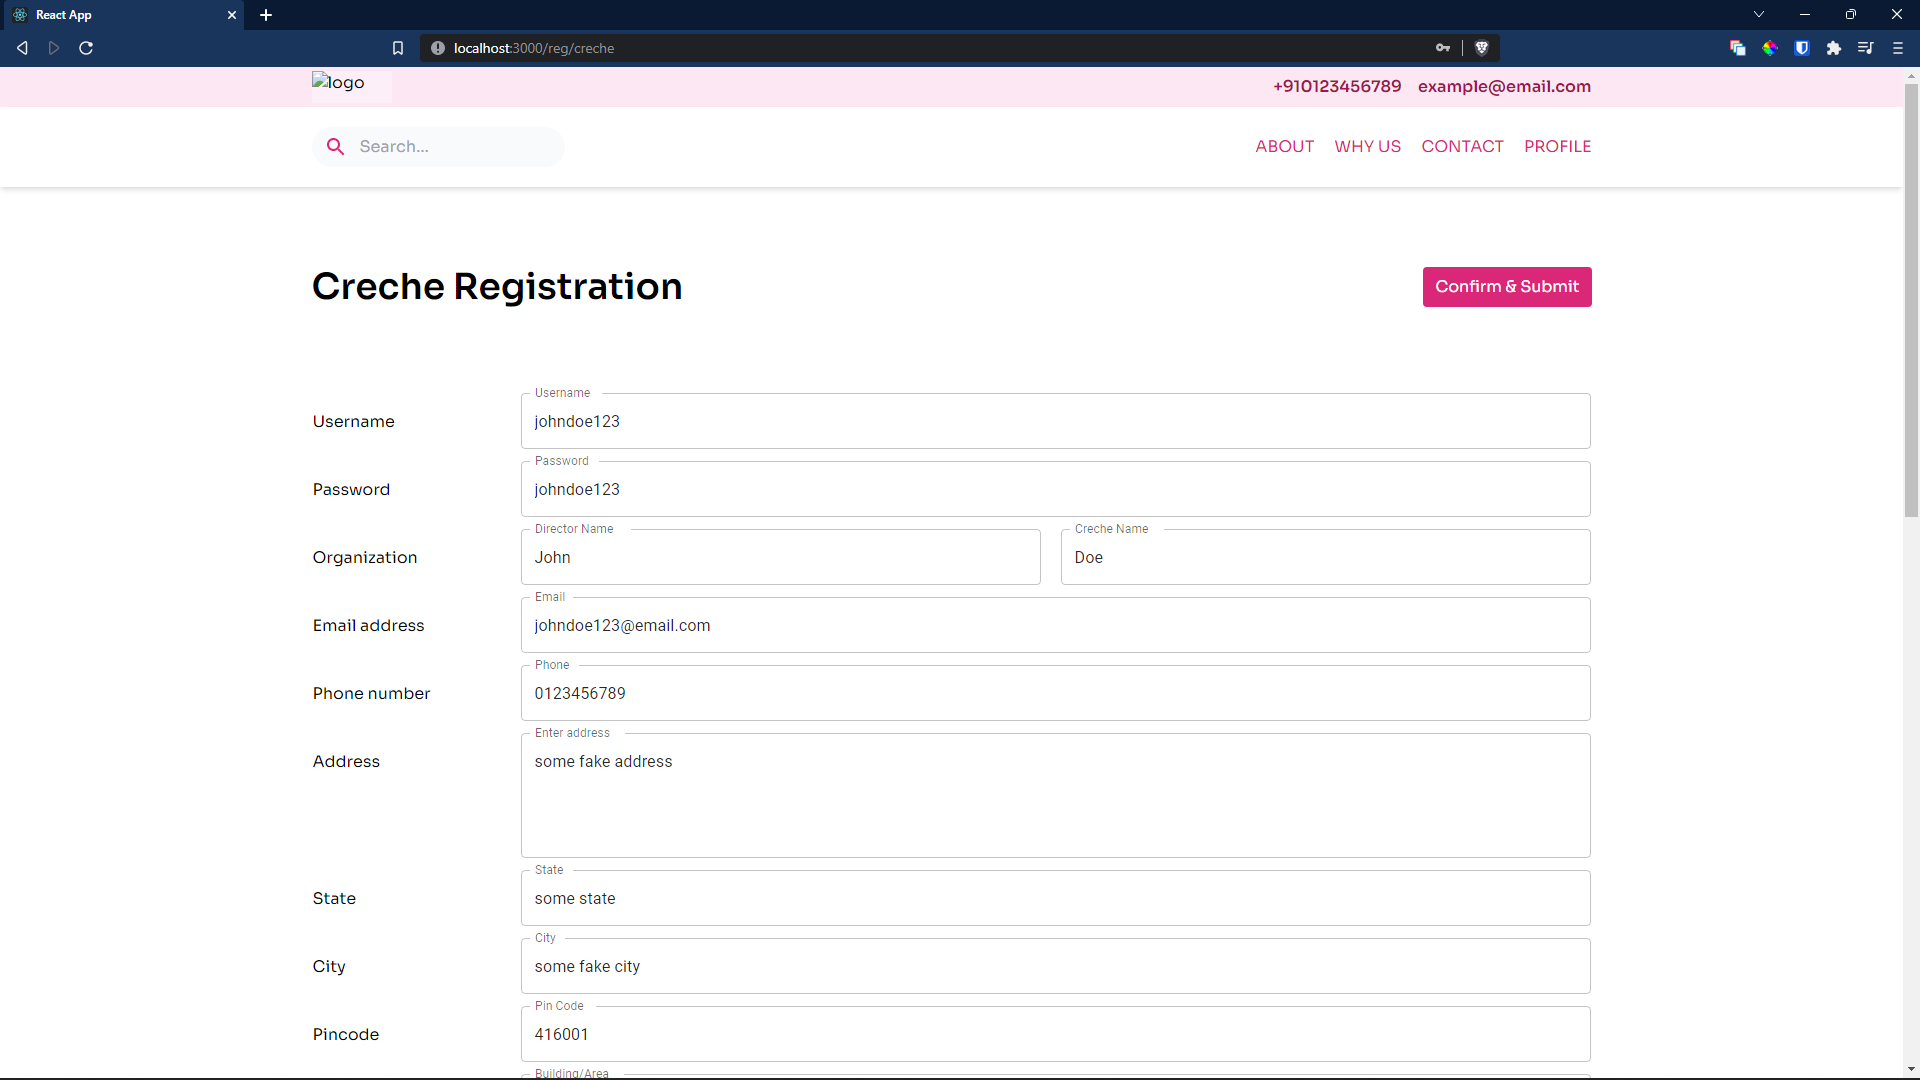 React App
localhost:3000/reg/creche
logo
+910123456789 example@email.com
Search...
ABOUT WHY US CONTACT PROFILE
Creche Registration
Confirm & Submit
Username
Username
johndoe123
Password
Password
johndoe123
Organization
Director Name
John
Creche Name
Doe
Email address
Email
johndoe123@email.com
Phone number
Phone
0123456789
Address
Enter address
some fake address
State
State
some state
City
City
some fake city
Pincode
Pin Code
416001
Building/Area